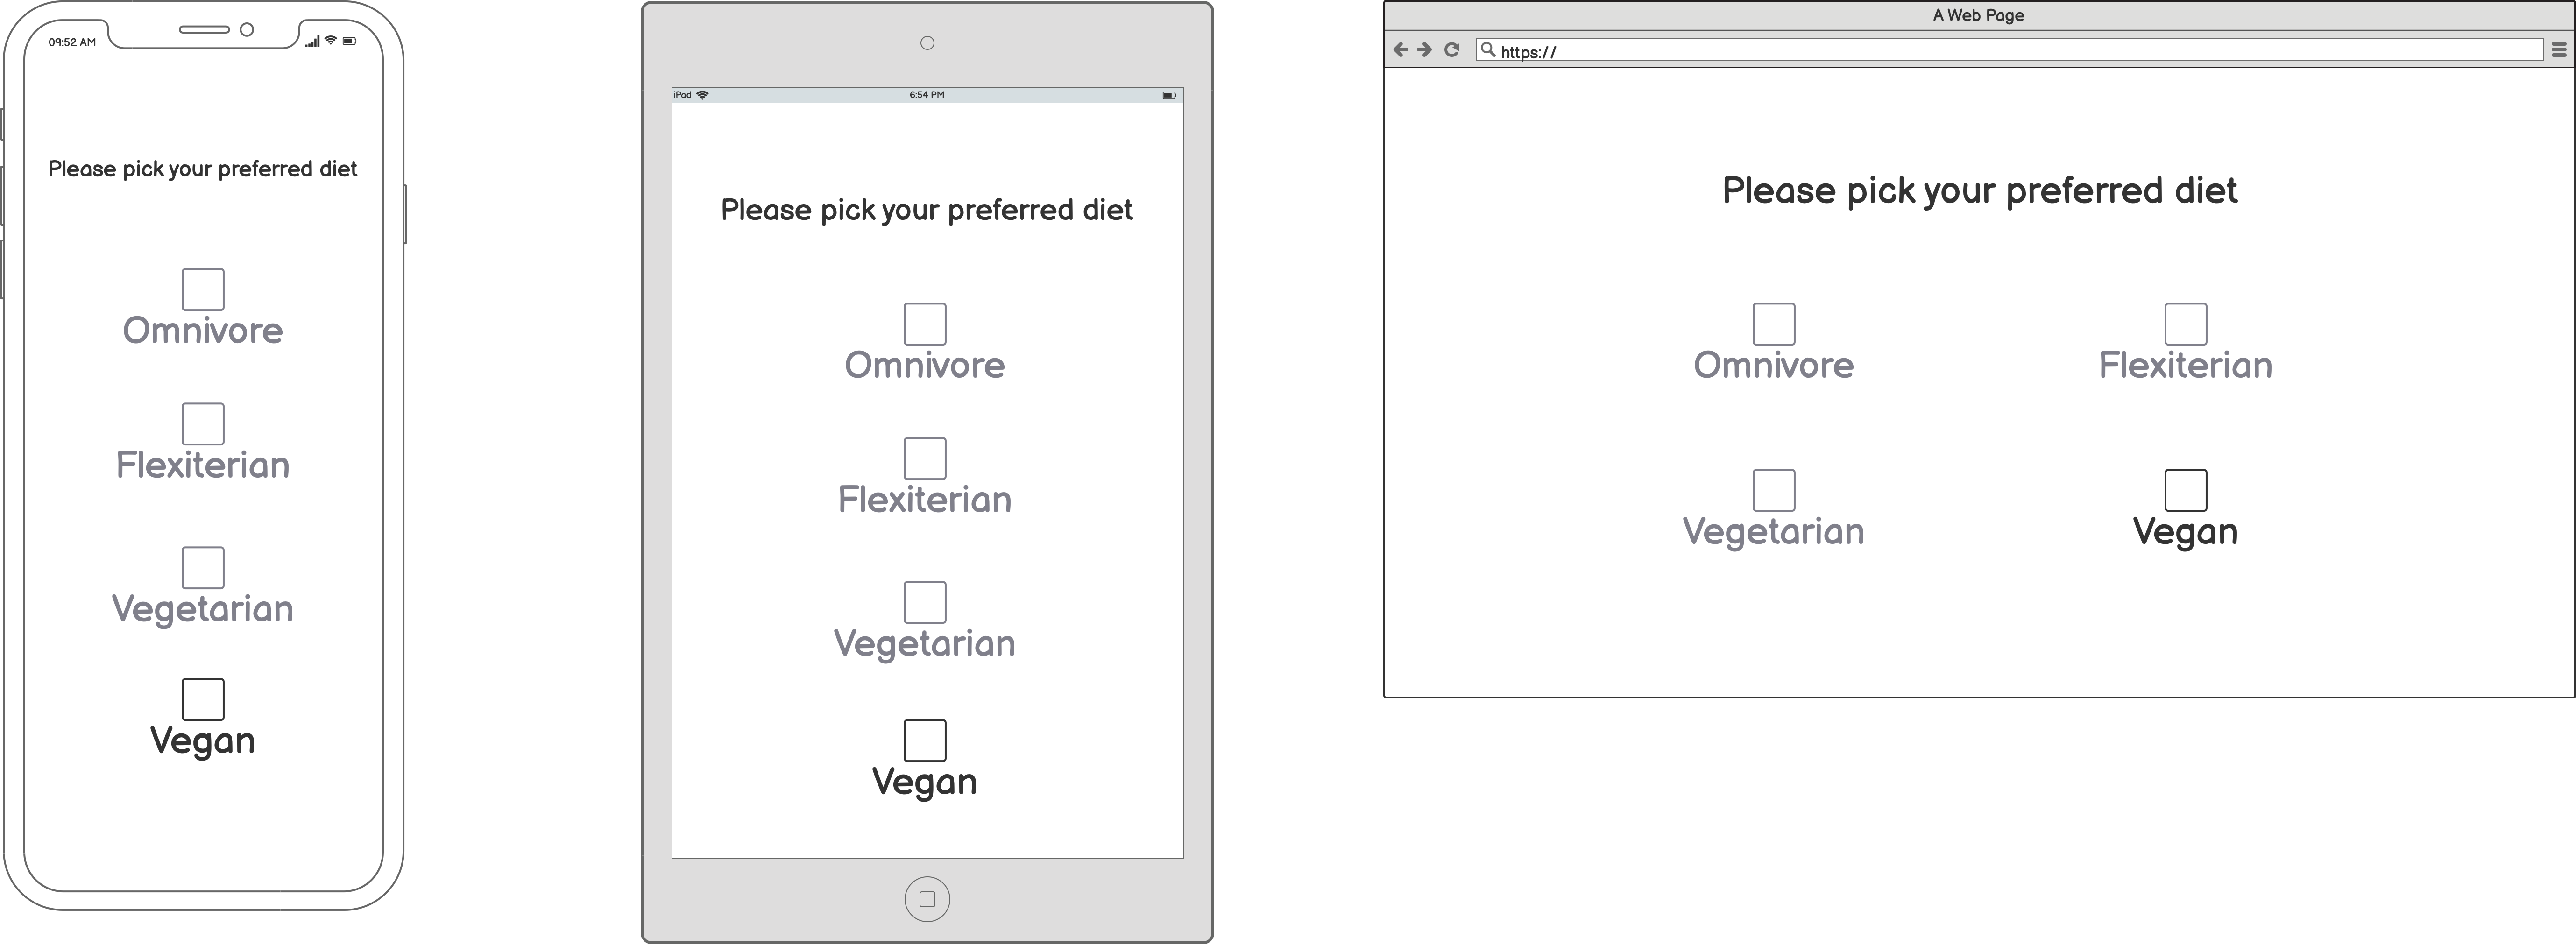 09:52 AM
Please pick your preferred diet
Omnivore
Flexiterian
Vegetarian
Vegan
iPad
6:54 PM
Please pick your preferred diet
Omnivore
Flexiterian
Vegetarian
Vegan
A Web Page
https://
Please pick your preferred diet
Omnivore
Flexiterian
Vegetarian
Vegan